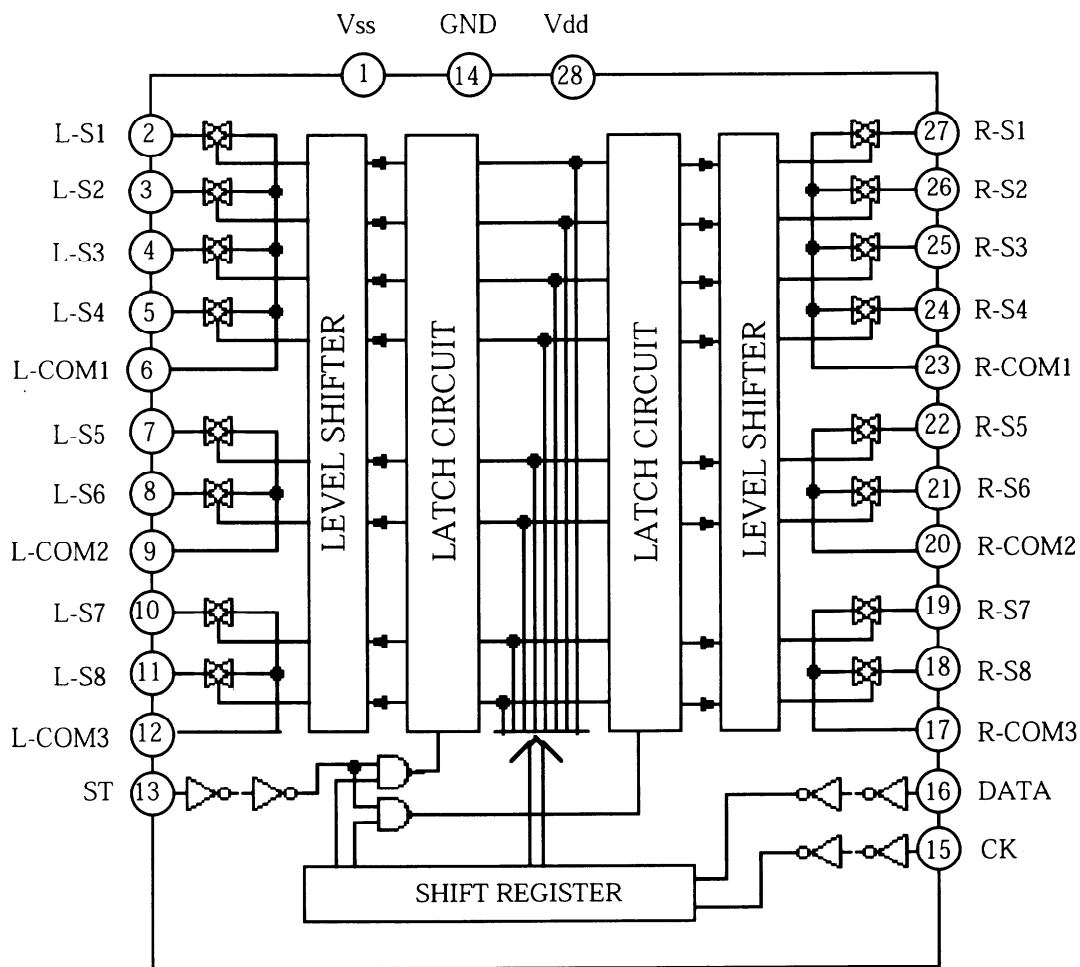 Vss GND Vdd
1 14 28
L-S1 2 27 R-S1
L-S2 3 26 R-S2
L-S3 4 25 R-S3
L-S4 5 24 R-S4
L-COM1 6 23 R-COM1
L-S5 7 22 R-S5
L-S6 8 21 R-S6
L-COM2 9 20 R-COM2
L-S7 10 19 R-S7
L-S8 11 18 R-S8
L-COM3 12 17 R-COM3
LEVEL SHIFTER
LATCH CIRCUIT
LATCH CIRCUIT
LEVEL SHIFTER
ST 13 16 DATA
15 CK
SHIFT REGISTER